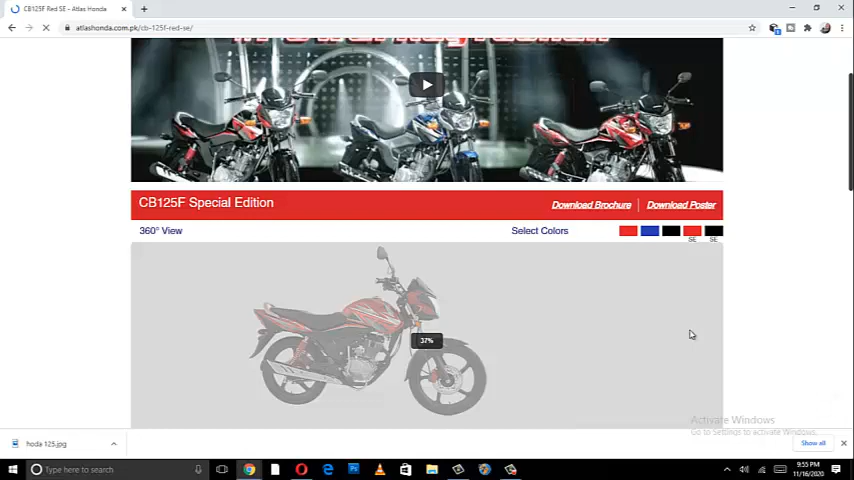 CB125F Red SE – Atlas Honda
atlashonda.com.pk/cb-125f-red-se/
CB125F Special Edition
Download Brochure
Download Poster
360° View
Select Colors
SE
SE
37%
Activate Windows
Go to Settings to activate Windows.
hoda 125.jpg
Show all
Type here to search
9:55 PM
11/16/2020